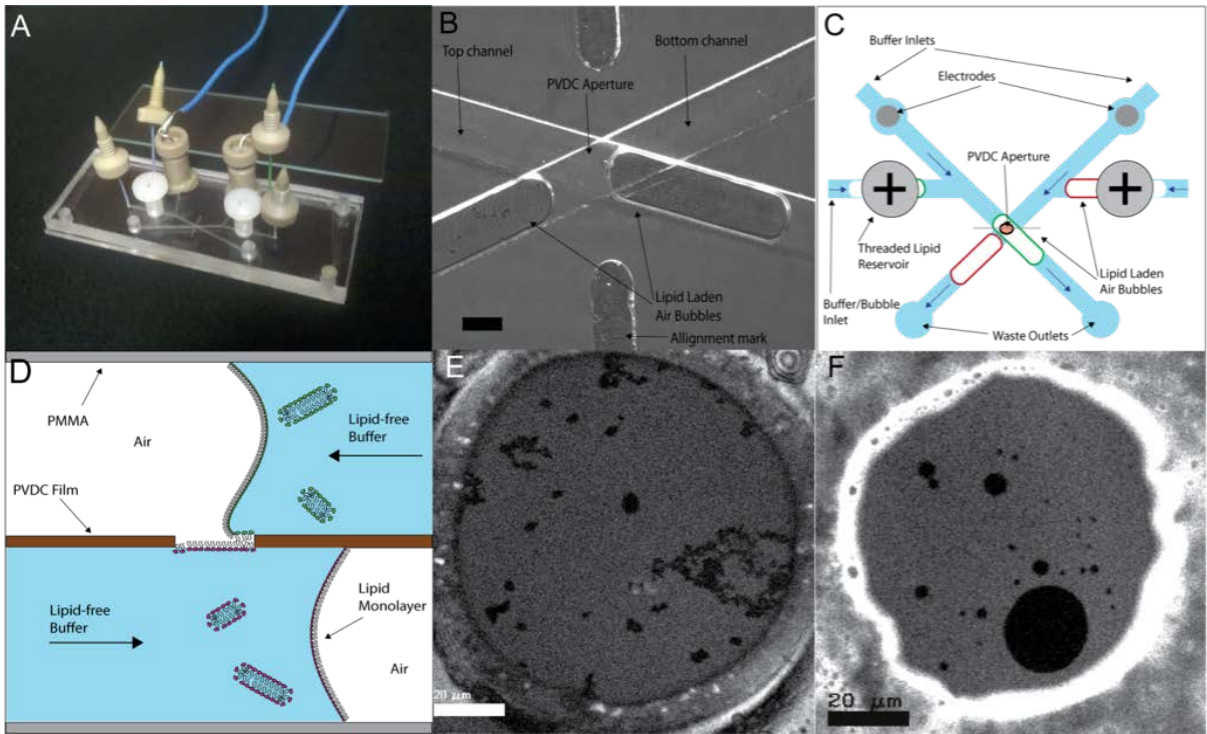 A
B
Top channel
Bottom channel
PVDC Aperture
Lipid Laden
Air Bubbles
Allignment mark
C
Buffer Inlets
Electrodes
PVDC Aperture
Threaded Lipid
Reservoir
Lipid Laden
Air Bubbles
Buffer/Bubble
Inlet
Waste Outlets
D
PMMA
Air
Lipid-free
Buffer
PVDC Film
Lipid-free
Buffer
Lipid
Monolayer
Air
E
20 µm
F
20 µm